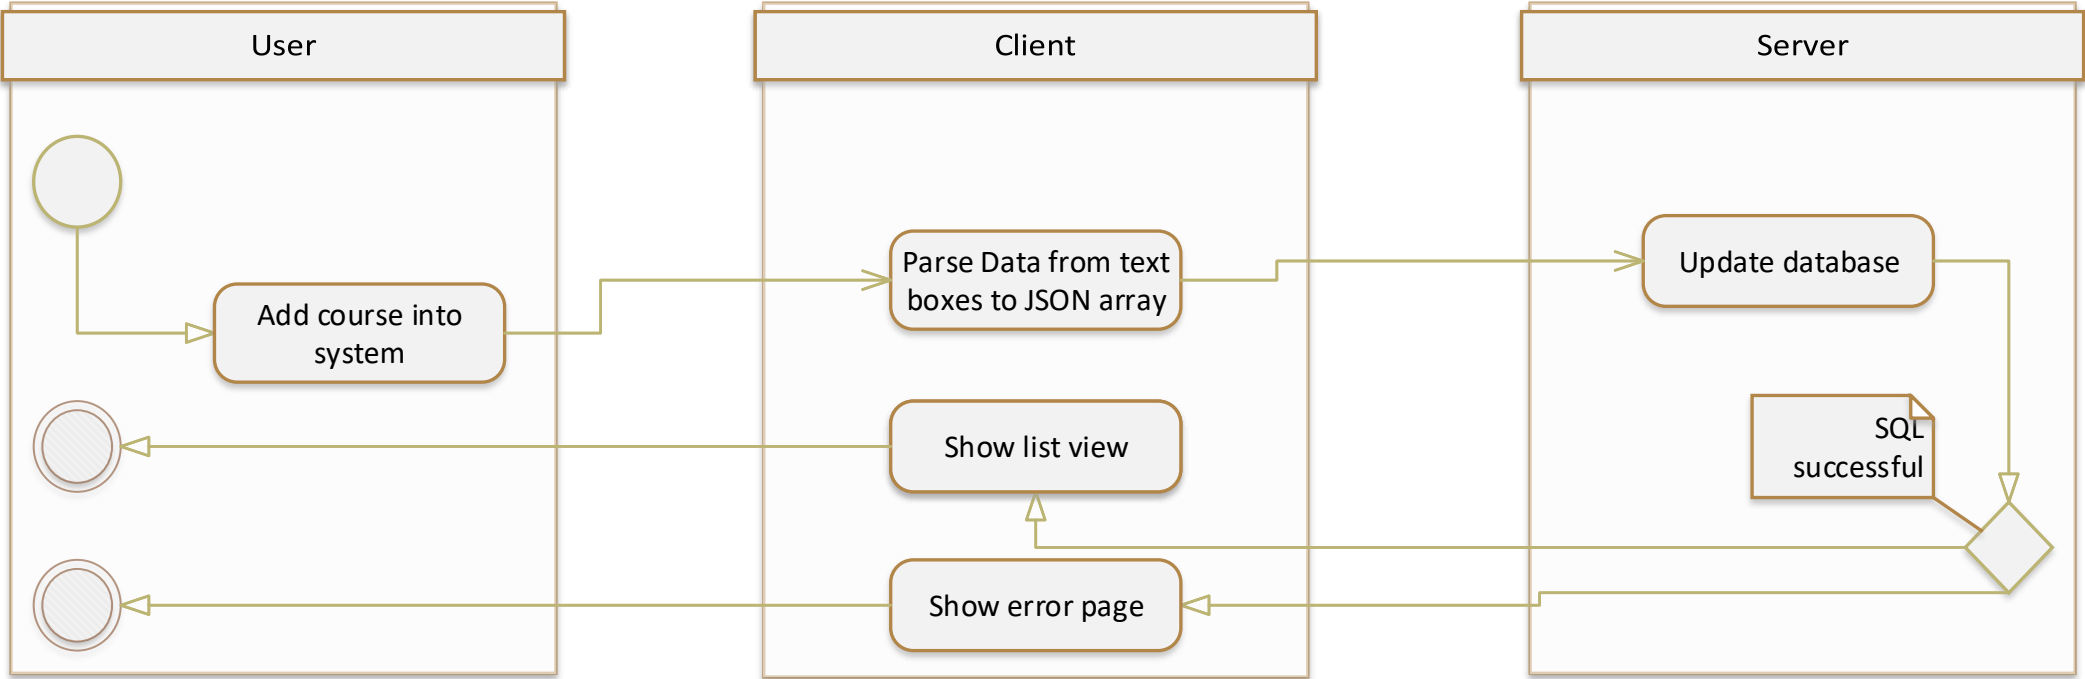 User
Client
Server
Add course into
system
Parse Data from text
boxes to JSON array
Update database
Show list view
SQL
successful
Show error page